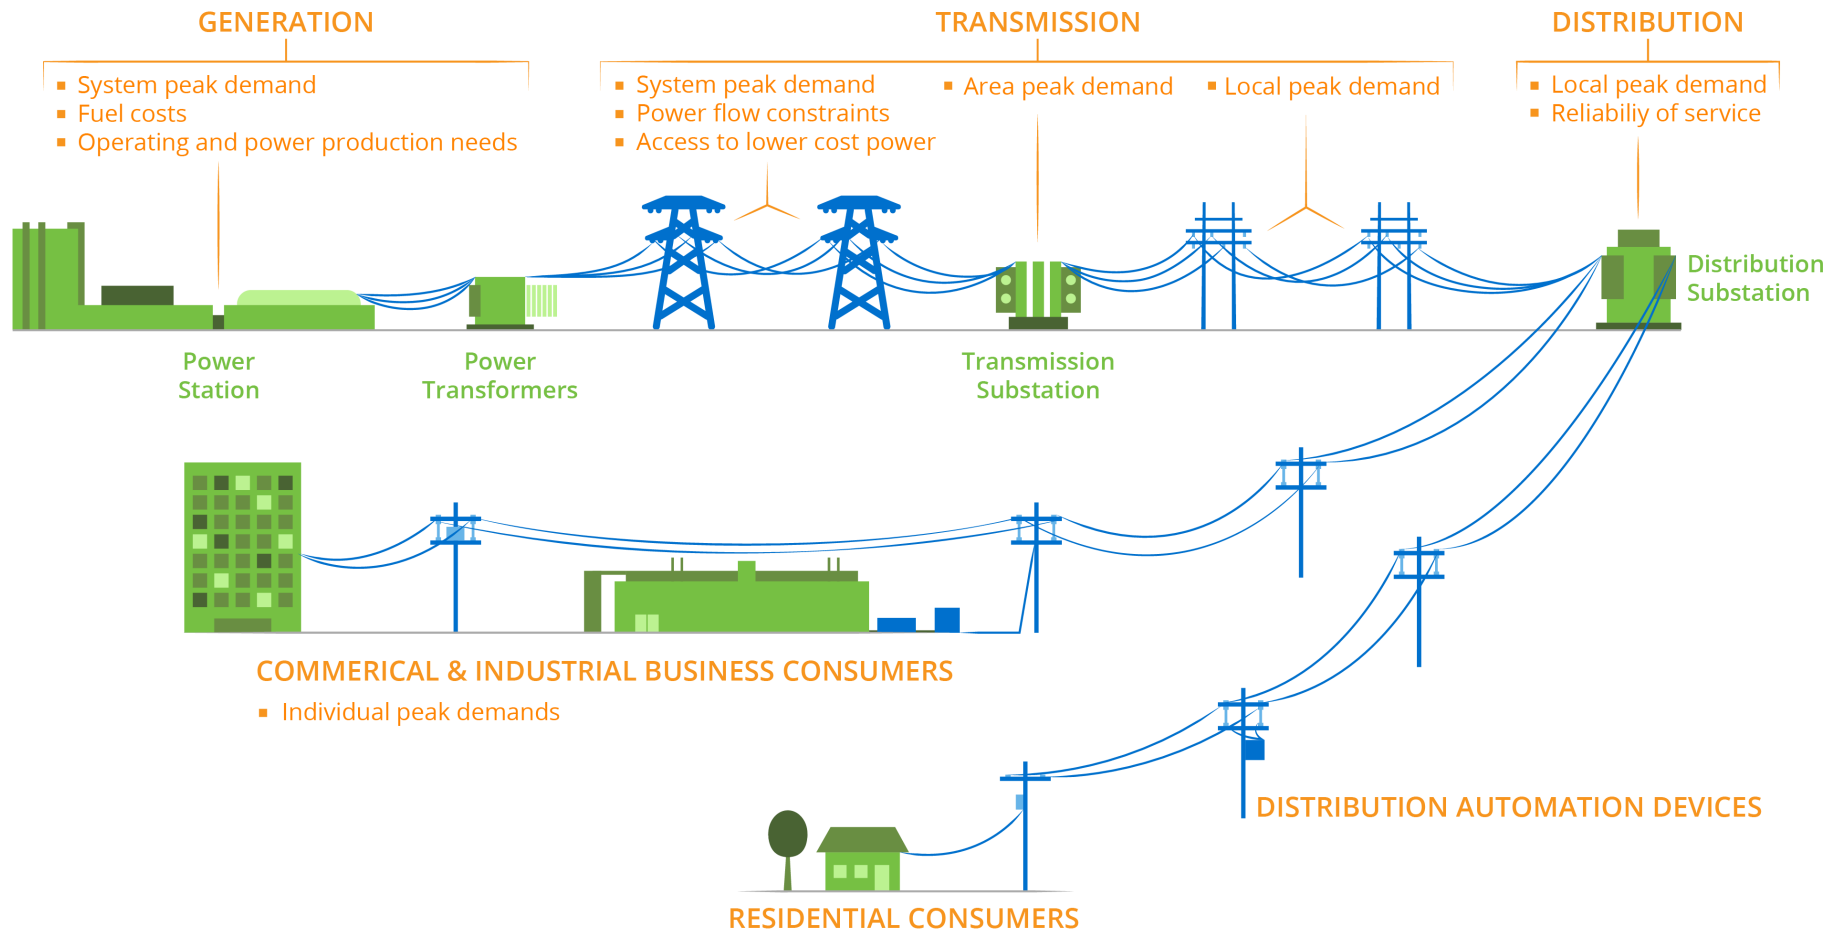 GENERATION
System peak demand
Fuel costs
Operating and power production needs
TRANSMISSION
System peak demand
Power flow constraints
Access to lower cost power
Area peak demand
Local peak demand
DISTRIBUTION
Local peak demand
Reliabiliy of service
Power
Station
Power
Transformers
Transmission
Substation
Distribution
Substation
COMMERICAL & INDUSTRIAL BUSINESS CONSUMERS
Individual peak demands
DISTRIBUTION AUTOMATION DEVICES
RESIDENTIAL CONSUMERS